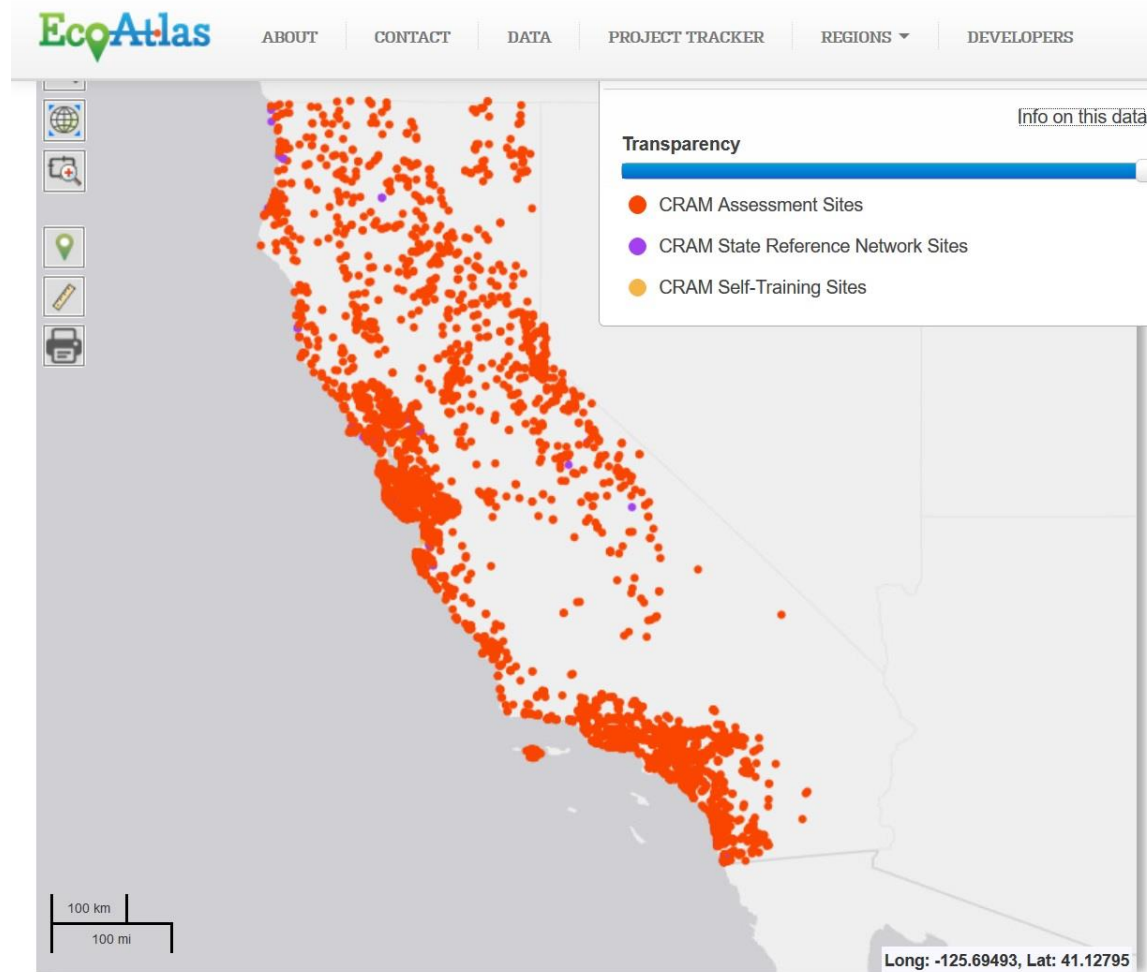 EcoAtlas
ABOUT CONTACT DATA PROJECT TRACKER REGIONS DEVELOPERS
Info on this data
Transparency
CRAM Assessment Sites
CRAM State Reference Network Sites
CRAM Self-Training Sites
100 km
100 mi
Long: -125.69493, Lat: 41.12795